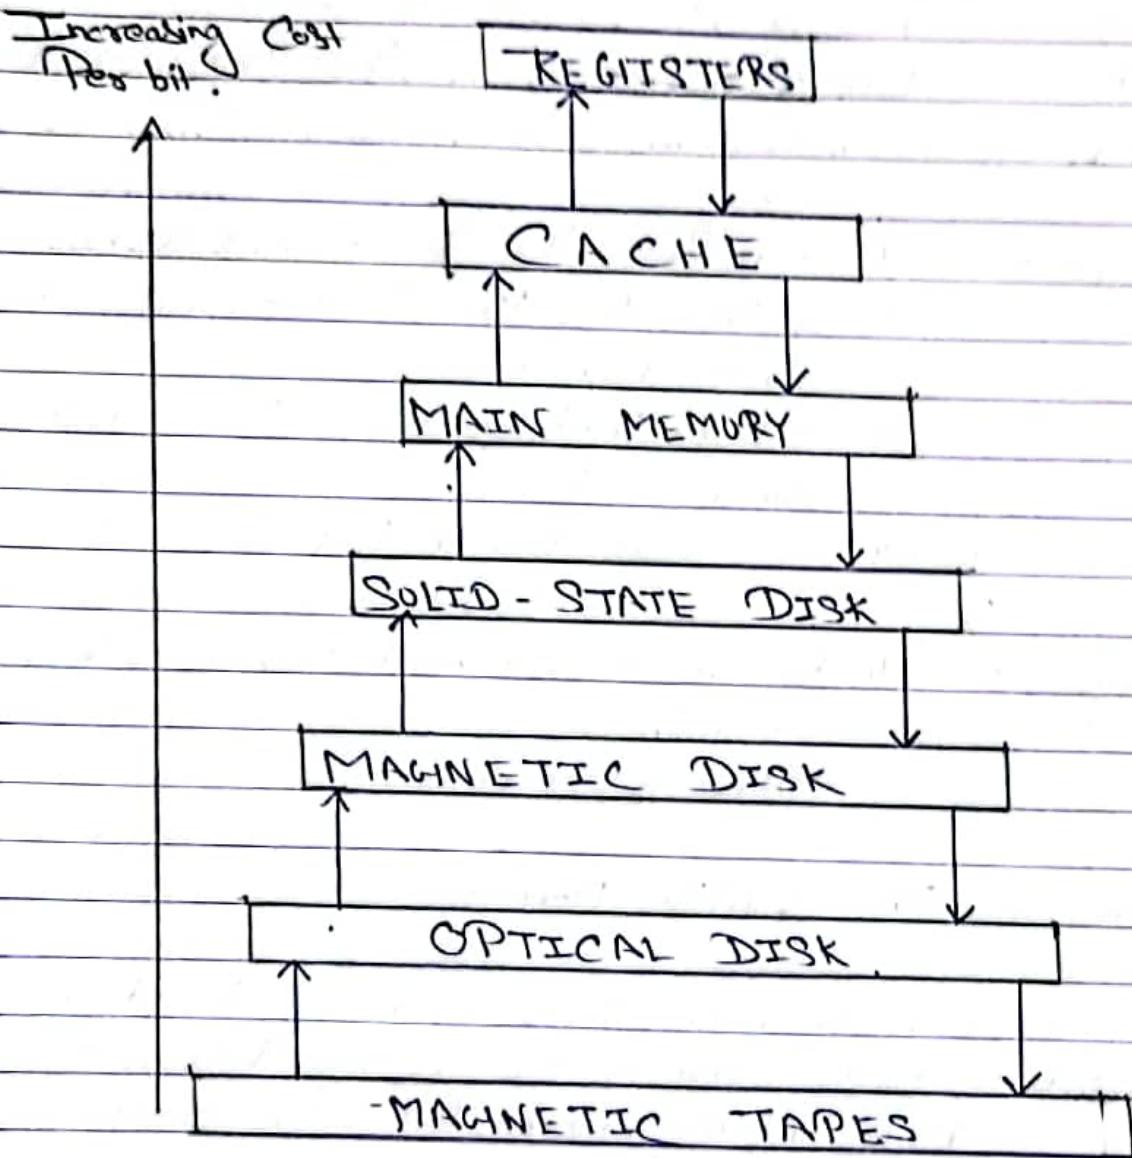 Increasing Cost
Per bit.
REGITSTERS
CACHE
MAIN MEMORY
SOLID - STATE DISK
MAGNETIC DISK
OPTICAL DISK
MAGNETIC TAPES